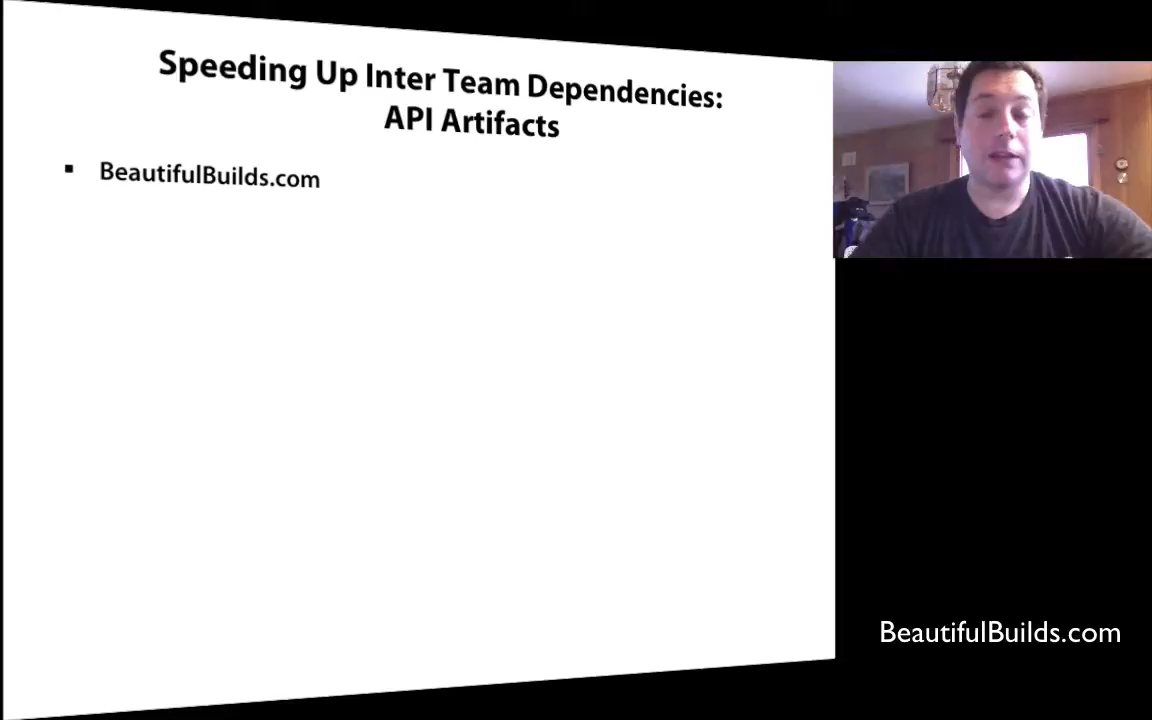 Speeding Up Inter Team Dependencies:
API Artifacts
▪ BeautifulBuilds.com
BeautifulBuilds.com